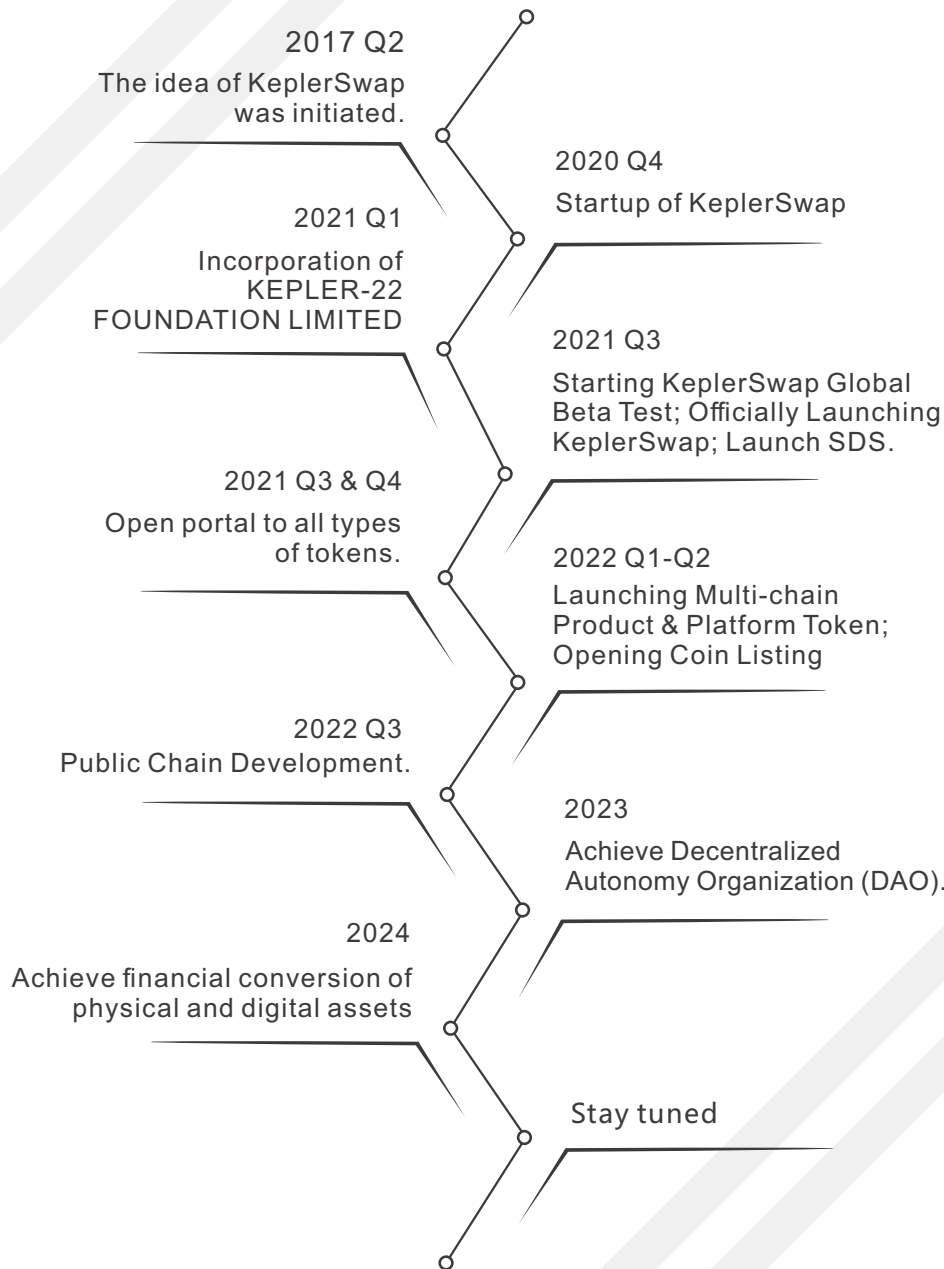 2017 Q2
The idea of KeplerSwap
was initiated.
2020 Q4
Startup of KeplerSwap
2021 Q1
Incorporation of
KEPLER-22
FOUNDATION LIMITED
2021 Q3
Starting KeplerSwap Global
Beta Test; Officially Launching
KeplerSwap; Launch SDS.
2021 Q3 & Q4
Open portal to all types
of tokens.
2022 Q1-Q2
Launching Multi-chain
Product & Platform Token;
Opening Coin Listing
2022 Q3
Public Chain Development.
2023
Achieve Decentralized
Autonomy Organization (DAO).
2024
Achieve financial conversion of
physical and digital assets
Stay tuned